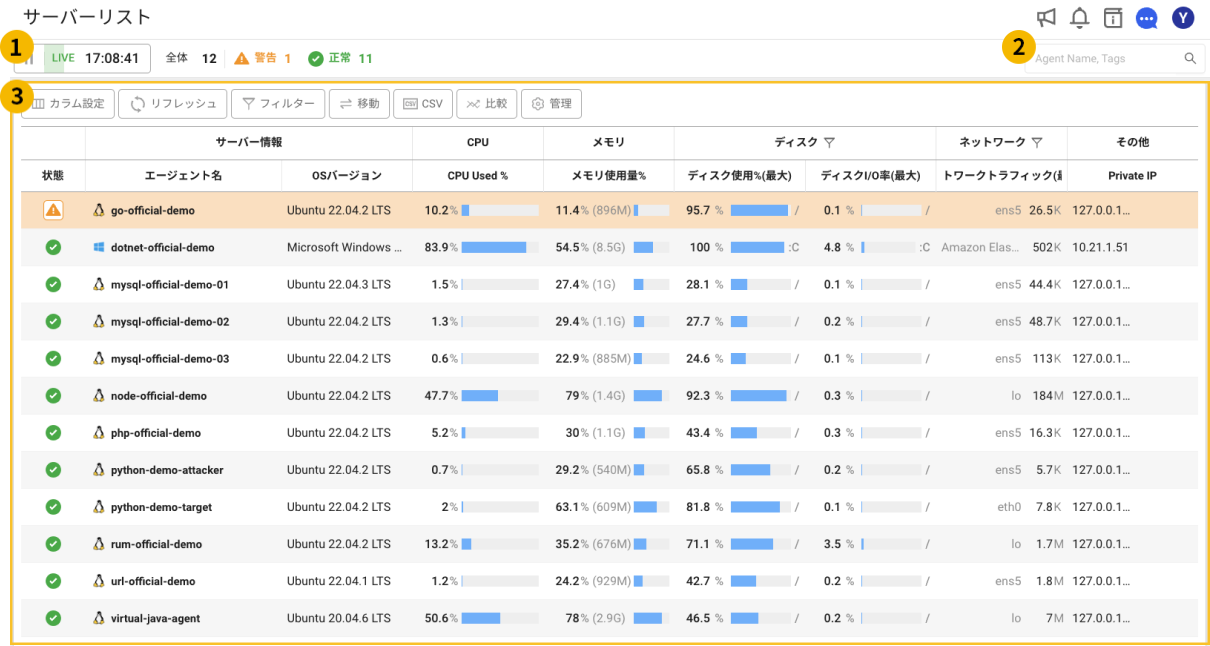 サーバーリスト
Y
1 LIVE 17:08:41 全体 12 警告 1 正常 11
2 Agent Name, Tags
3 カラム設定 リフレッシュ フィルター 移動 CSV CSV 比較 管理
サーバー情報 CPU メモリ ディスク ネットワーク その他
状態 エージェント名 OSバージョン CPU Used % メモリ使用量% ディスク使用%(最大) ディスクI/O率(最大) トワークトラフィック(最 Private IP
go-official-demo Ubuntu 22.04.2 LTS 10.2% 11.4% (896M) 95.7 % / 0.1 % / ens5 26.5K 127.0.0.1...
dotnet-official-demo Microsoft Windows ... 83.9% 54.5% (8.5G) 100 % :C 4.8 % :C Amazon Elas... 502K 10.21.1.51
mysql-official-demo-01 Ubuntu 22.04.3 LTS 1.5% 27.4% (1G) 28.1 % / 0.1 % / ens5 44.4K 127.0.0.1...
mysql-official-demo-02 Ubuntu 22.04.2 LTS 1.3% 29.4% (1.1G) 27.7 % / 0.2 % / ens5 48.7K 127.0.0.1...
mysql-official-demo-03 Ubuntu 22.04.2 LTS 0.6% 22.9% (885M) 24.6 % / 0.1 % / ens5 113K 127.0.0.1...
node-official-demo Ubuntu 22.04.2 LTS 47.7% 79% (1.4G) 92.3 % / 0.3 % / lo 184M 127.0.0.1...
php-official-demo Ubuntu 22.04.2 LTS 5.2% 30% (1.1G) 43.4 % / 0.3 % / ens5 16.3K 127.0.0.1...
python-demo-attacker Ubuntu 22.04.2 LTS 0.7% 29.2% (540M) 65.8 % / 0.2 % / ens5 5.7K 127.0.0.1...
python-demo-target Ubuntu 22.04.2 LTS 2% 63.1% (609M) 81.8 % / 0.1 % / eth0 7.8K 127.0.0.1...
rum-official-demo Ubuntu 22.04.2 LTS 13.2% 35.2% (676M) 71.1 % / 3.5 % / lo 1.7M 127.0.0.1...
url-official-demo Ubuntu 22.04.1 LTS 1.2% 24.2% (929M) 42.7 % / 0.2 % / ens5 1.8M 127.0.0.1...
virtual-java-agent Ubuntu 20.04.6 LTS 50.6% 78% (2.9G) 46.5 % / 0.2 % / lo 7M 127.0.0.1...